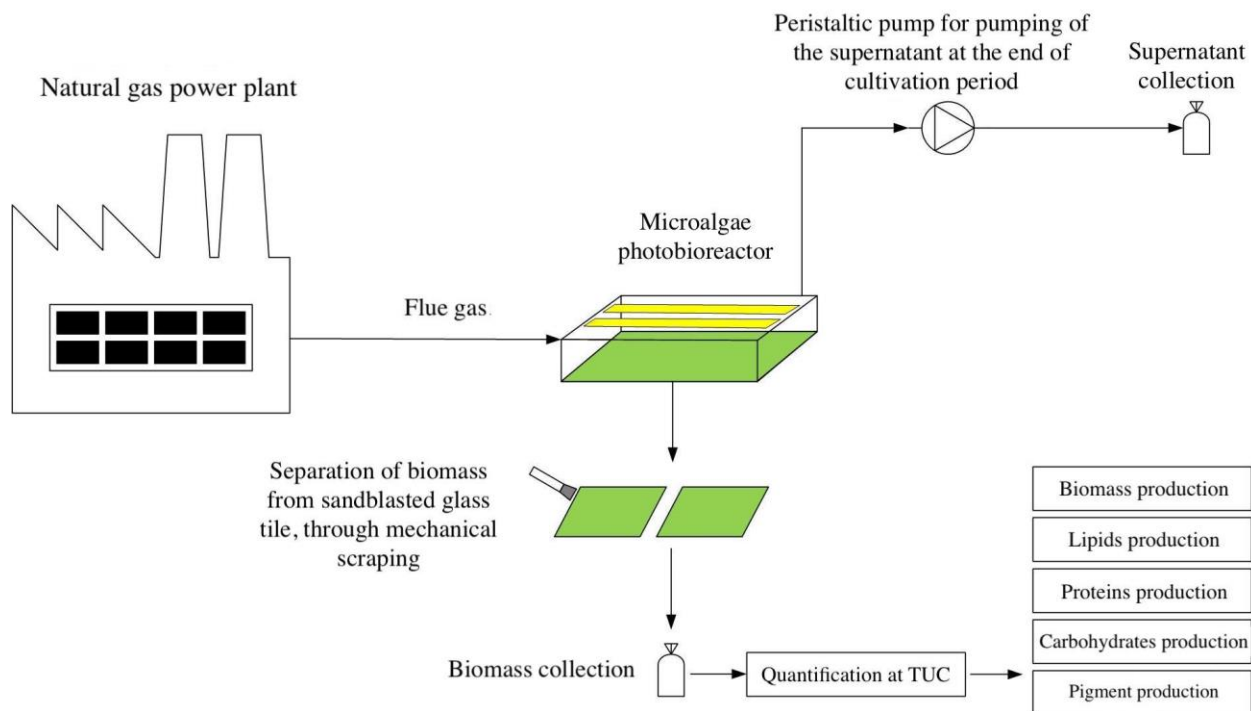 Peristaltic pump for pumping of
the supernatant at the end of
cultivation period
Supernatant
collection
Natural gas power plant
Microalgae
photobioreactor
Flue gas.
Separation of biomass
from sandblasted glass
tile, through mechanical
scraping
Biomass collection
Quantification at TUC
Biomass production
Lipids production
Proteins production
Carbohydrates production
Pigment production